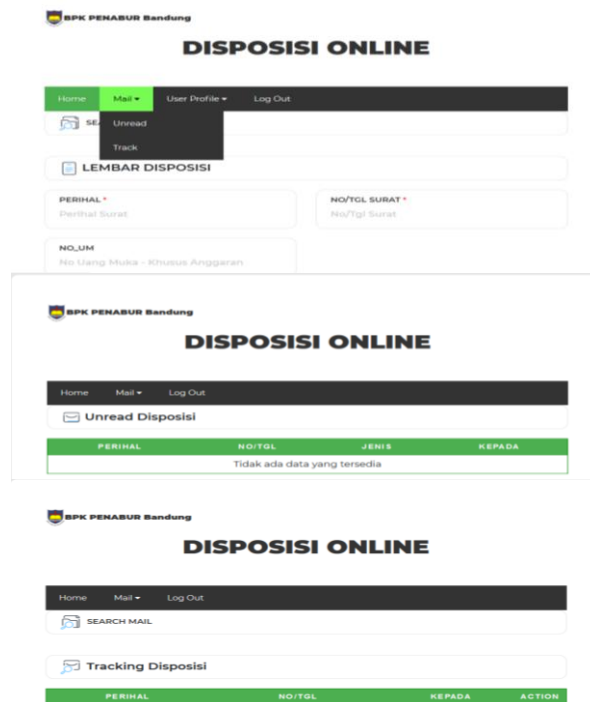 BPK PENABUR Bandung
DISPOSISI ONLINE
Home Mail User Profile Log Out
SE
Unread
Track
LEMBAR DISPOSISI
PERIHAL * NO/TGL SURAT *
Perihal Surat No/Tgl Surat
NO_UM
No Uang Muka - Khusus Anggaran
BPK PENABUR Bandung
DISPOSISI ONLINE
Home Mail Log Out
Unread Disposisi
PERIHAL NO/TGL JENIS KEPADA
Tidak ada data yang tersedia
BPK PENABUR Bandung
DISPOSISI ONLINE
Home Mail Log Out
SEARCH MAIL
Tracking Disposisi
PERIHAL NO/TGL KEPADA ACTION